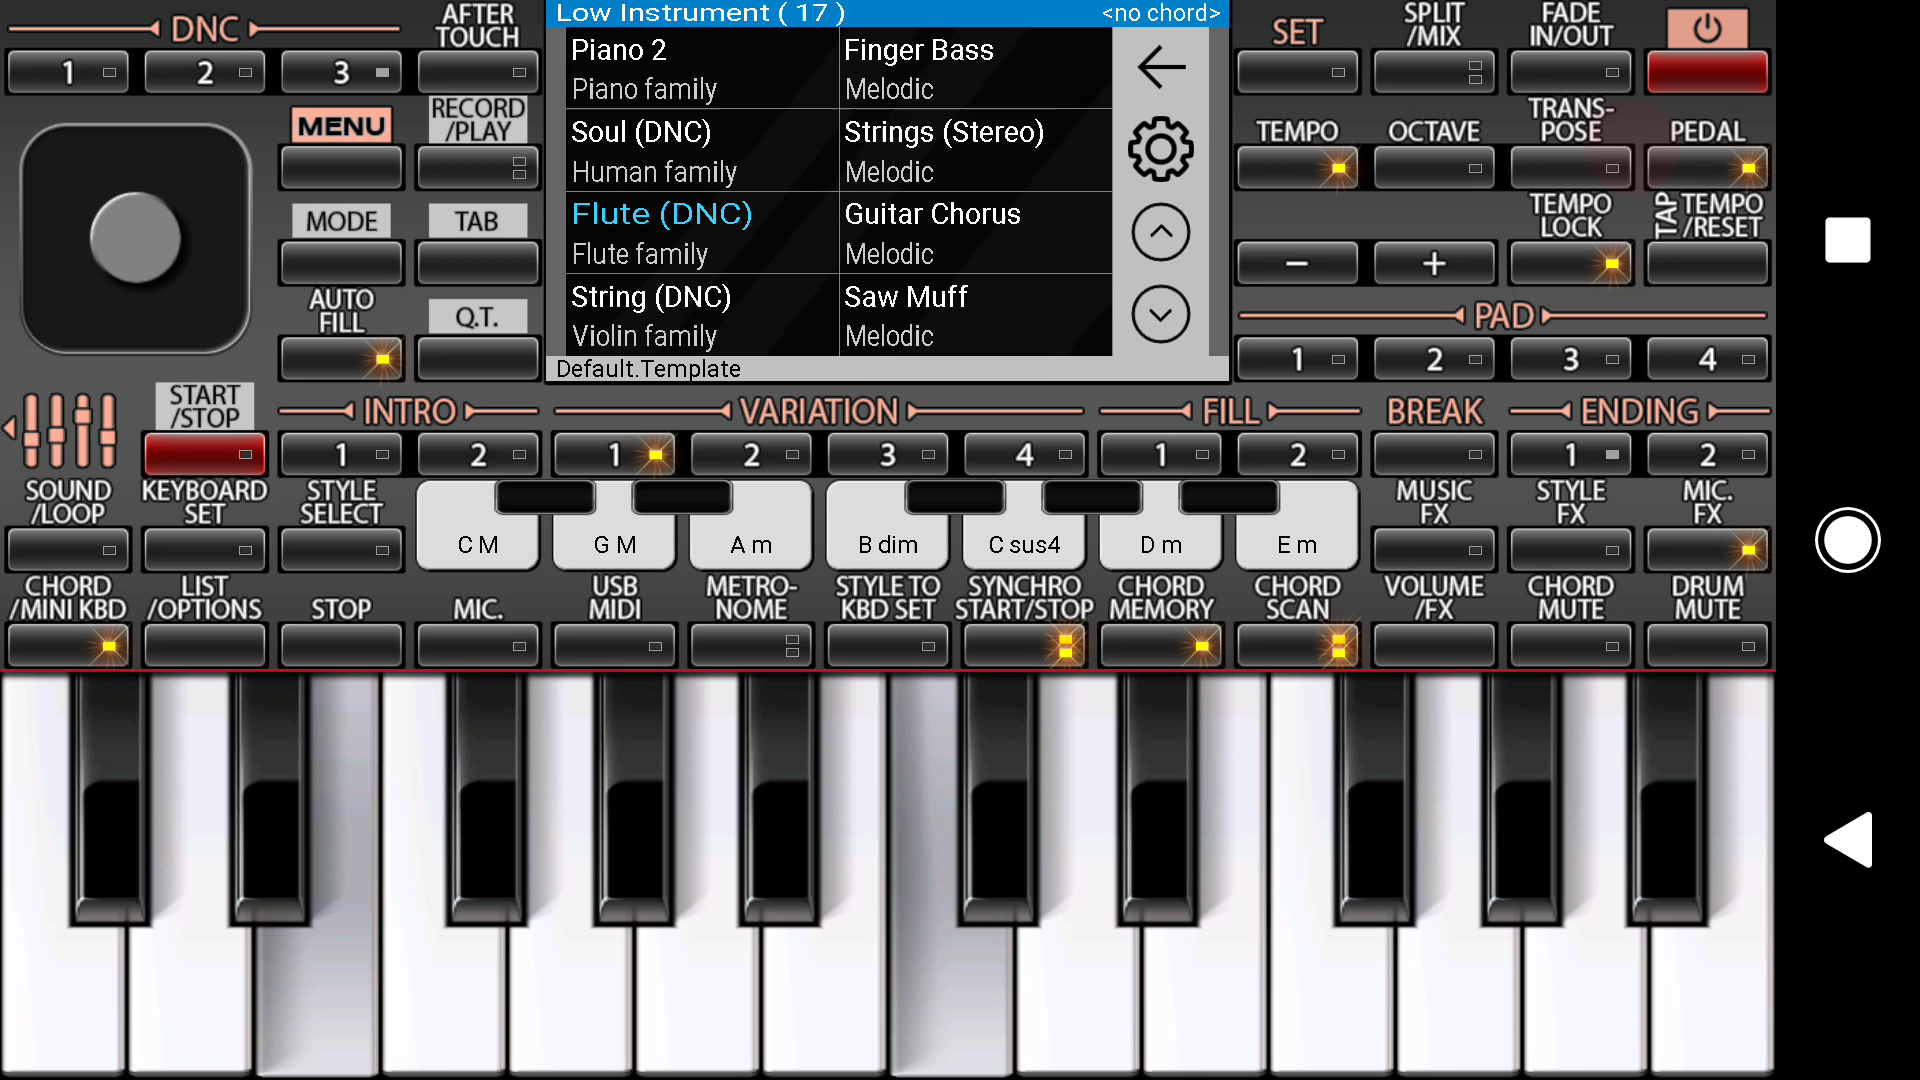 DNC
AFTER
TOUCH
1 2 3
MENU
RECORD
/PLAY
MODE TAB
AUTO
FILL
Q.T.
Low Instrument ( 17 ) <no chord>
Piano 2
Piano family
Finger Bass
Melodic
Soul (DNC)
Human family
Strings (Stereo)
Melodic
Flute (DNC)
Flute family
Guitar Chorus
Melodic
String (DNC)
Violin family
Saw Muff
Melodic
Default.Template
SET
SPLIT
/MIX
FADE
IN/OUT
TEMPO OCTAVE
TRANS-
POSE
PEDAL
TEMPO
LOCK
TAP
TEMPO
/RESET
− +
PAD
1 2 3 4
START
/STOP
INTRO VARIATION FILL BREAK ENDING
1 2 1 2 3 4 1 2 1 2
SOUND
/LOOP
KEYBOARD
SET
STYLE
SELECT
C M G M A m B dim C sus4 D m E m
MUSIC
FX
STYLE
FX
MIC.
FX
CHORD
/MINI KBD
LIST
/OPTIONS
STOP
MIC.
USB
MIDI
METRO-
NOME
STYLE TO
KBD SET
SYNCHRO
START/STOP
CHORD
MEMORY
CHORD
SCAN
VOLUME
/FX
CHORD
MUTE
DRUM
MUTE